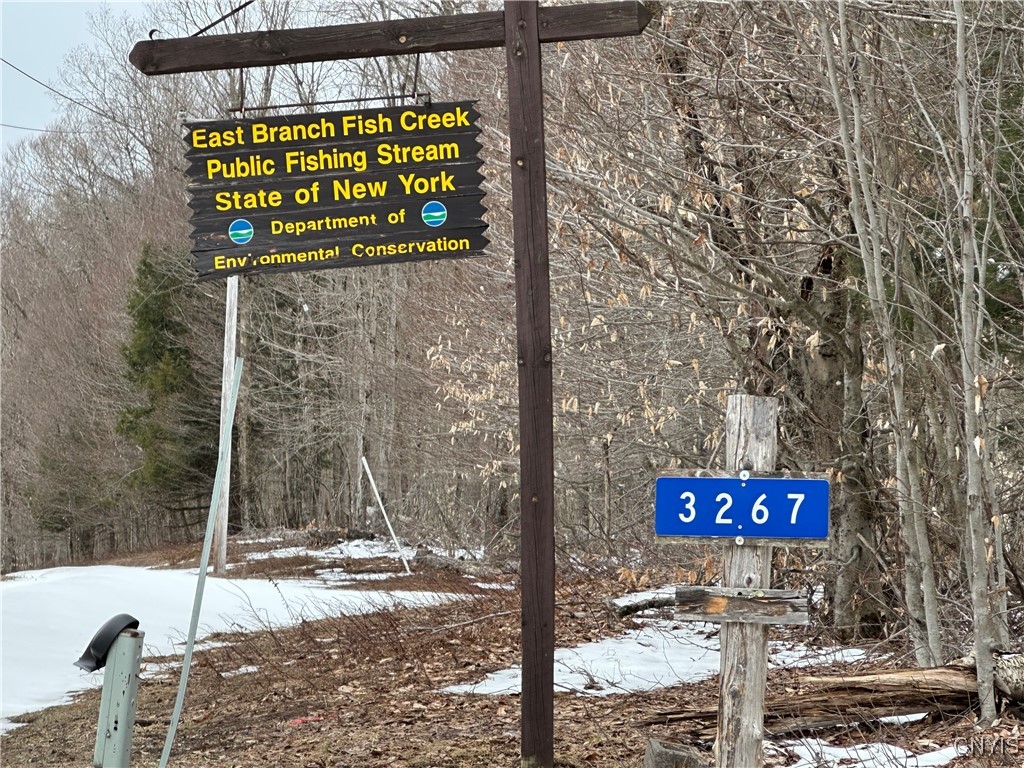 East Branch Fish Creek
Public Fishing Stream
State of New York
Department of
Environmental Conservation
3267
CNYIS